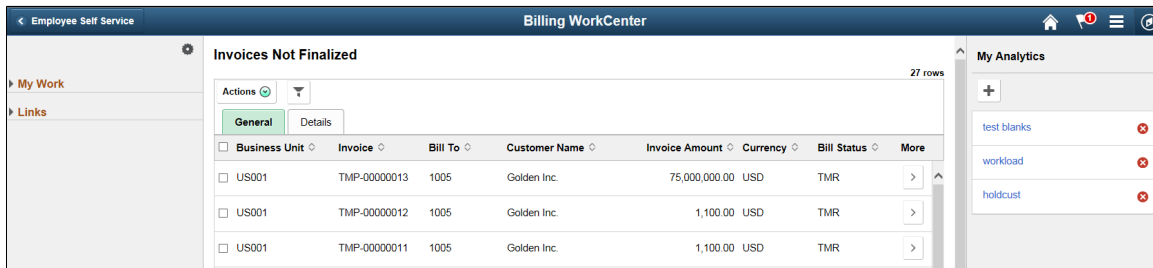 Employee Self Service
Billing WorkCenter
1
My Work
Links
Invoices Not Finalized
27 rows
Actions
General Details
Business Unit Invoice Bill To Customer Name Invoice Amount Currency Bill Status More
US001 TMP-00000013 1005 Golden Inc. 75,000,000.00 USD TMR
US001 TMP-00000012 1005 Golden Inc. 1,100.00 USD TMR
US001 TMP-00000011 1005 Golden Inc. 1,100.00 USD TMR
My Analytics
test blanks
workload
holdcust